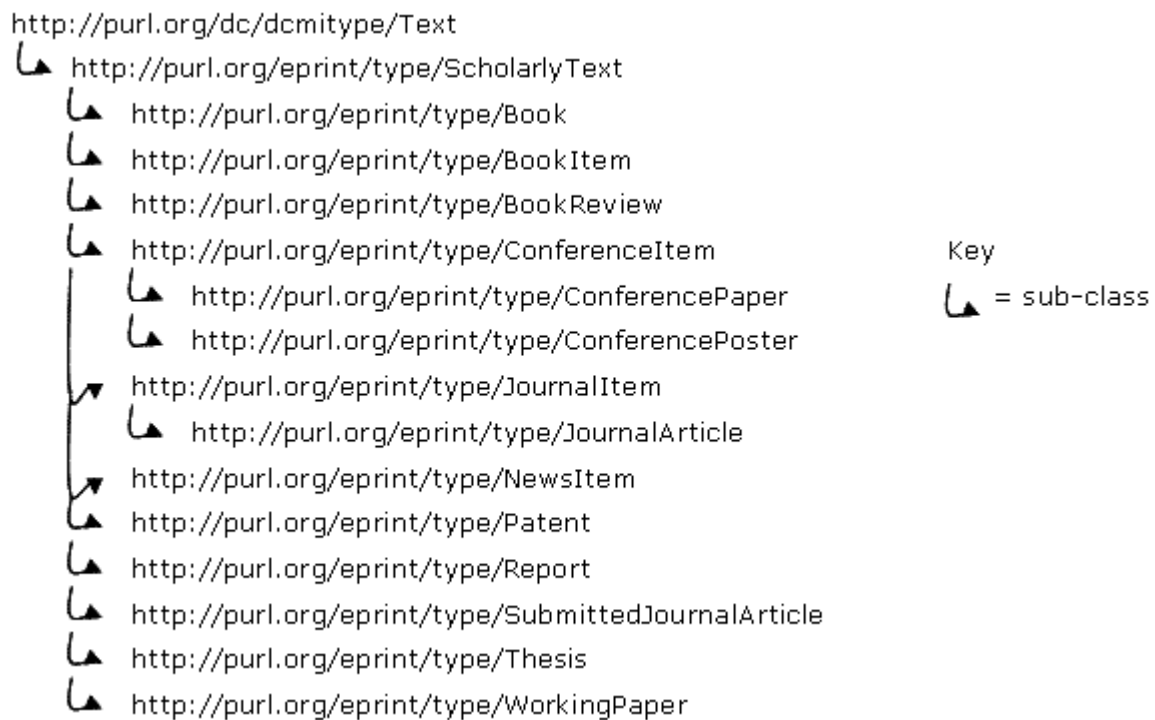 http://purl.org/dc/dcmitype/Text
http://purl.org/eprint/type/ScholarlyText
http://purl.org/eprint/type/Book
http://purl.org/eprint/type/BookItem
http://purl.org/eprint/type/BookReview
http://purl.org/eprint/type/ConferenceItem
Key
http://purl.org/eprint/type/ConferencePaper
= sub-class
http://purl.org/eprint/type/ConferencePoster
http://purl.org/eprint/type/JournalItem
http://purl.org/eprint/type/JournalArticle
http://purl.org/eprint/type/NewsItem
http://purl.org/eprint/type/Patent
http://purl.org/eprint/type/Report
http://purl.org/eprint/type/SubmittedJournalArticle
http://purl.org/eprint/type/Thesis
http://purl.org/eprint/type/WorkingPaper